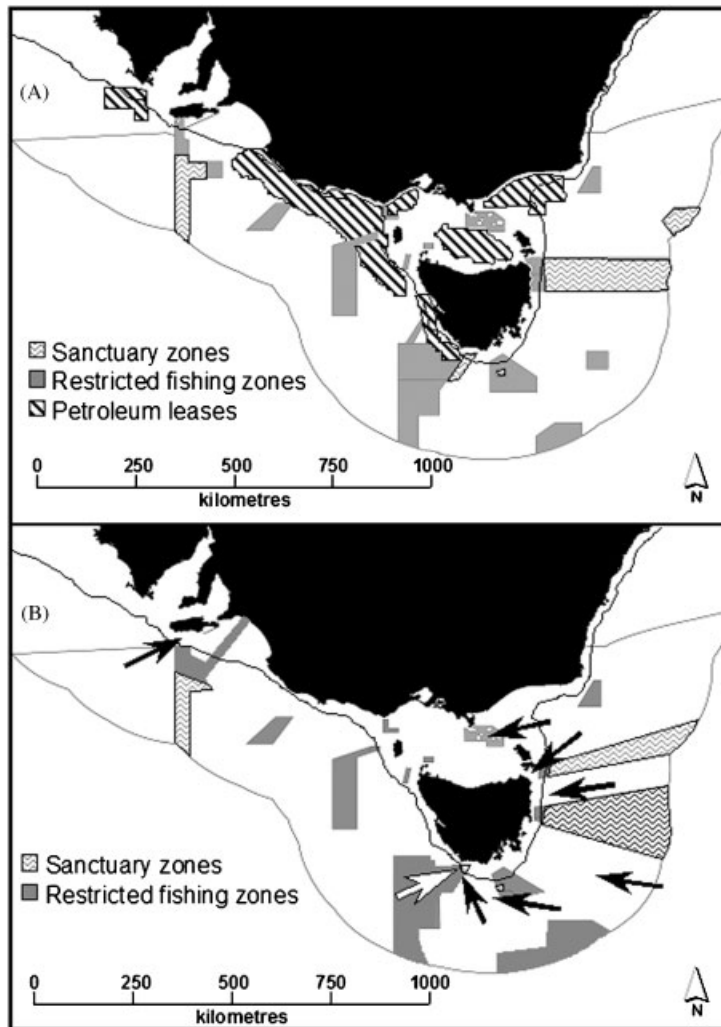 (A)
Sanctuary zones
Restricted fishing zones
Petroleum leases
0 250 500 750 1000
kilometres
N
(B)
Sanctuary zones
Restricted fishing zones
0 250 500 750 1000
kilometres
N